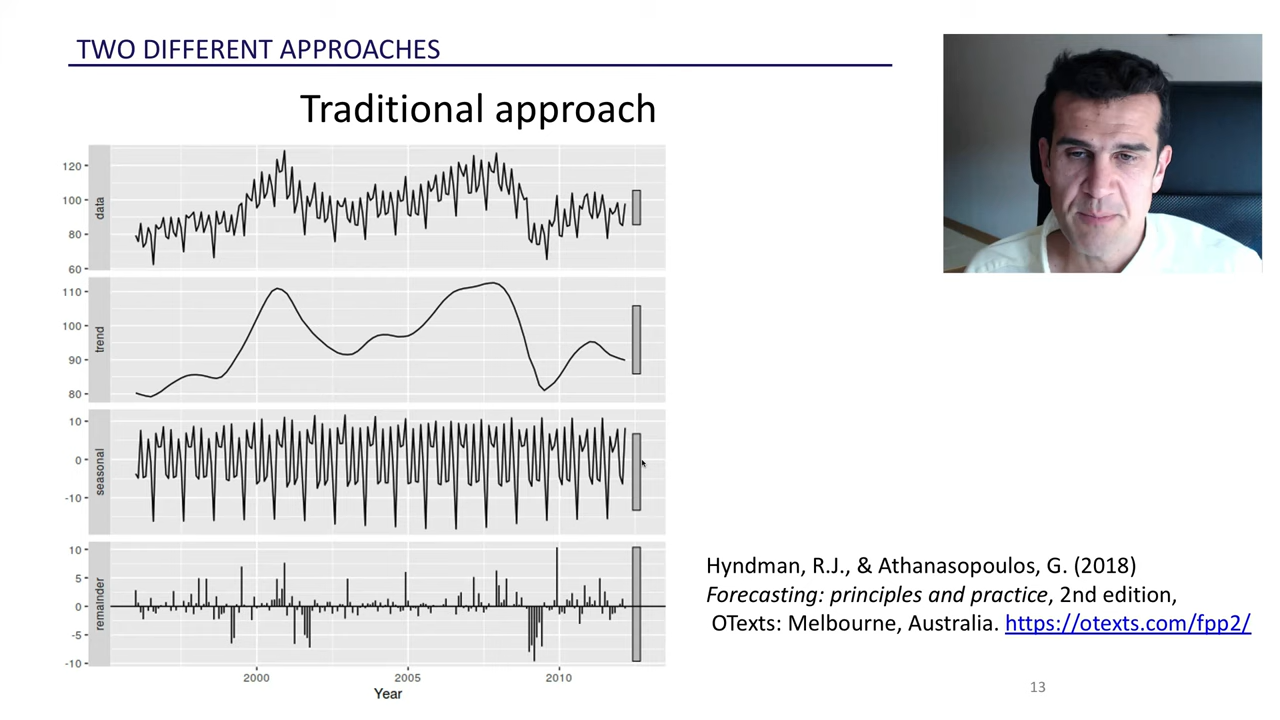 TWO DIFFERENT APPROACHES
Traditional approach
120
100
80
60
data
110
100
90
80
trend
10
0
-10
seasonal
10
5
0
-5
-10
remainder
2000 2005 2010
Year
Hyndman, R.J., & Athanasopoulos, G. (2018)
Forecasting: principles and practice, 2nd edition,
OTexts: Melbourne, Australia. https://otexts.com/fpp2/
13